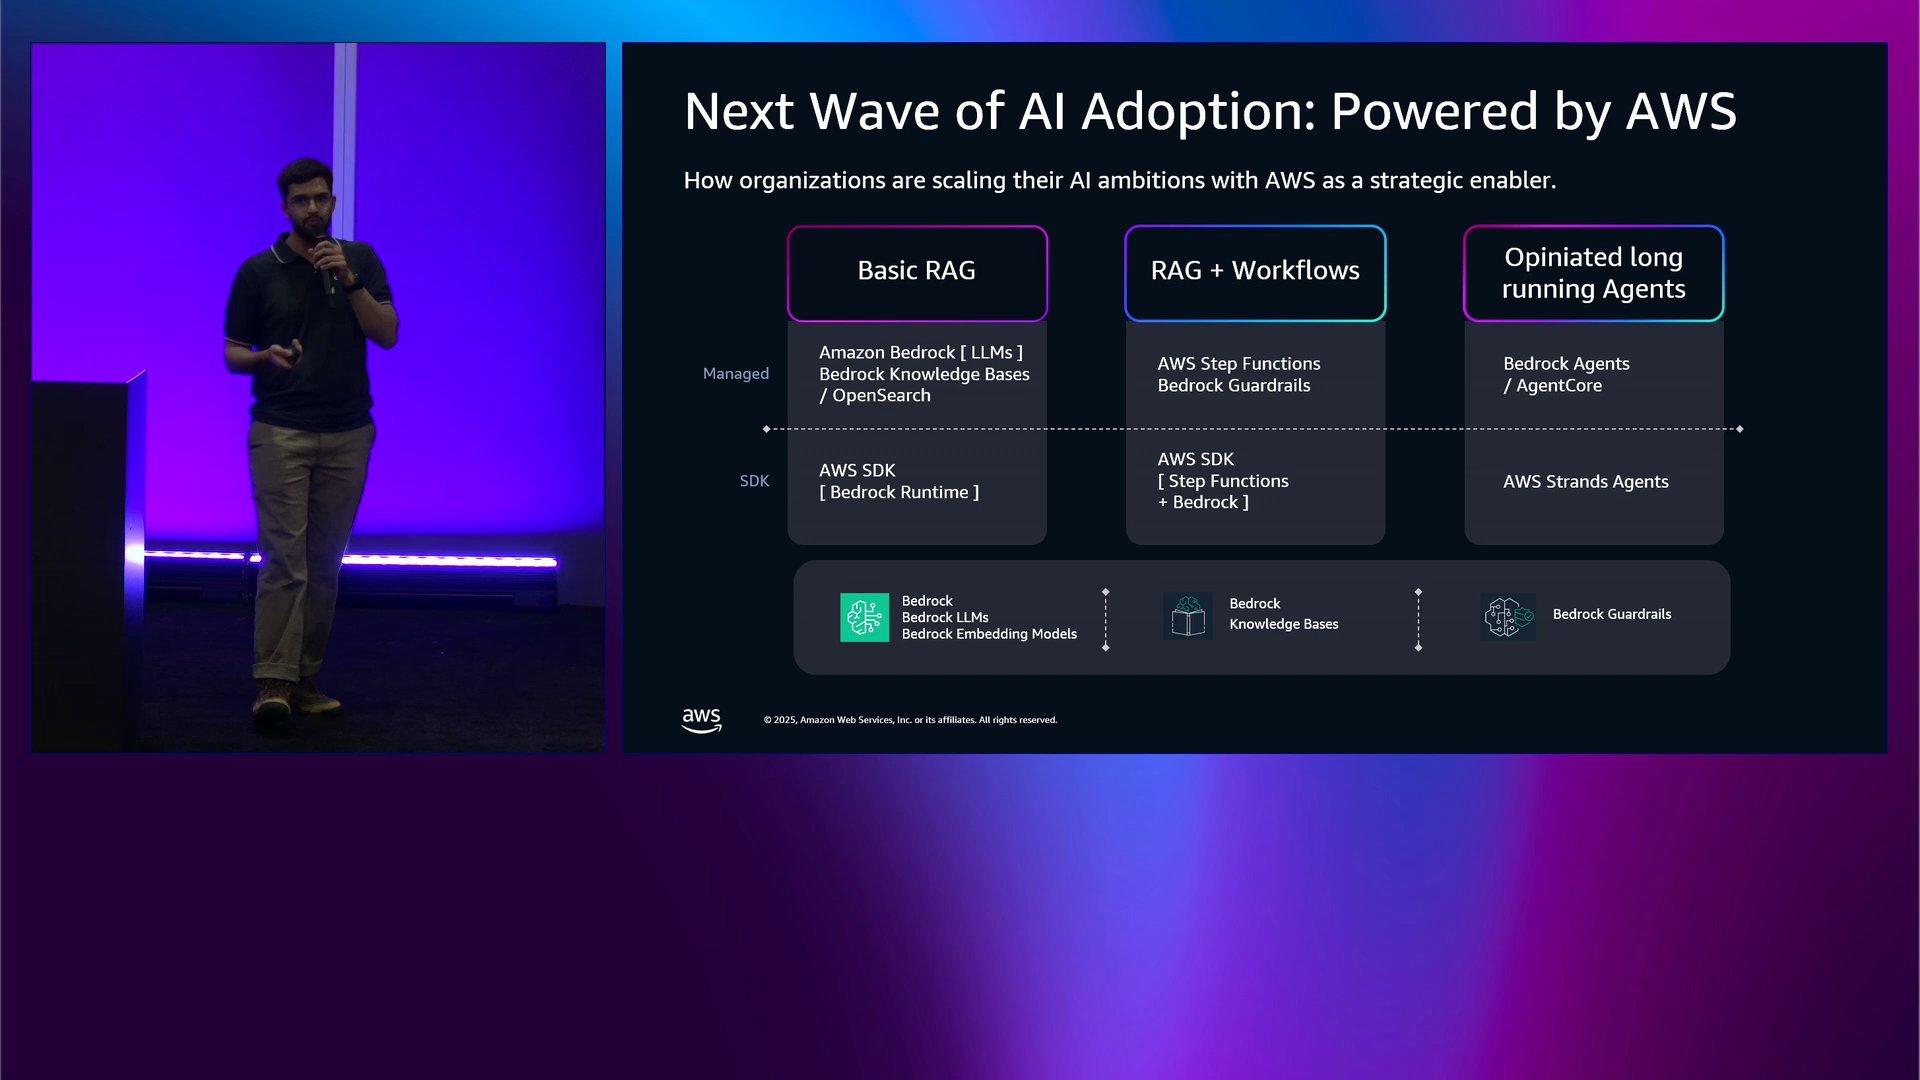 Next Wave of AI Adoption: Powered by AWS
How organizations are scaling their AI ambitions with AWS as a strategic enabler.
Basic RAG
RAG + Workflows
Opiniated long
running Agents
Managed
Amazon Bedrock [ LLMs ]
Bedrock Knowledge Bases
/ OpenSearch
AWS Step Functions
Bedrock Guardrails
Bedrock Agents
/ AgentCore
SDK
AWS SDK
[ Bedrock Runtime ]
AWS SDK
[ Step Functions
+ Bedrock ]
AWS Strands Agents
Bedrock
Bedrock LLMs
Bedrock Embedding Models
Bedrock
Knowledge Bases
Bedrock Guardrails
aws
© 2025, Amazon Web Services, Inc. or its affiliates. All rights reserved.